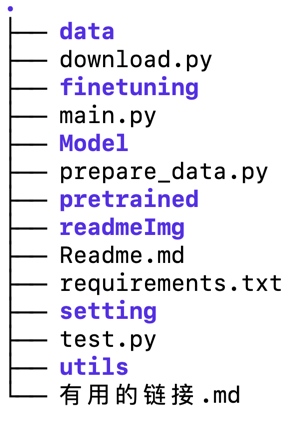 .
├── data
├── download.py
├── finetuning
├── main.py
├── Model
├── prepare_data.py
├── pretrained
├── readmeImg
├── Readme.md
├── requirements.txt
├── setting
├── test.py
├── utils
└── 有用的链接.md